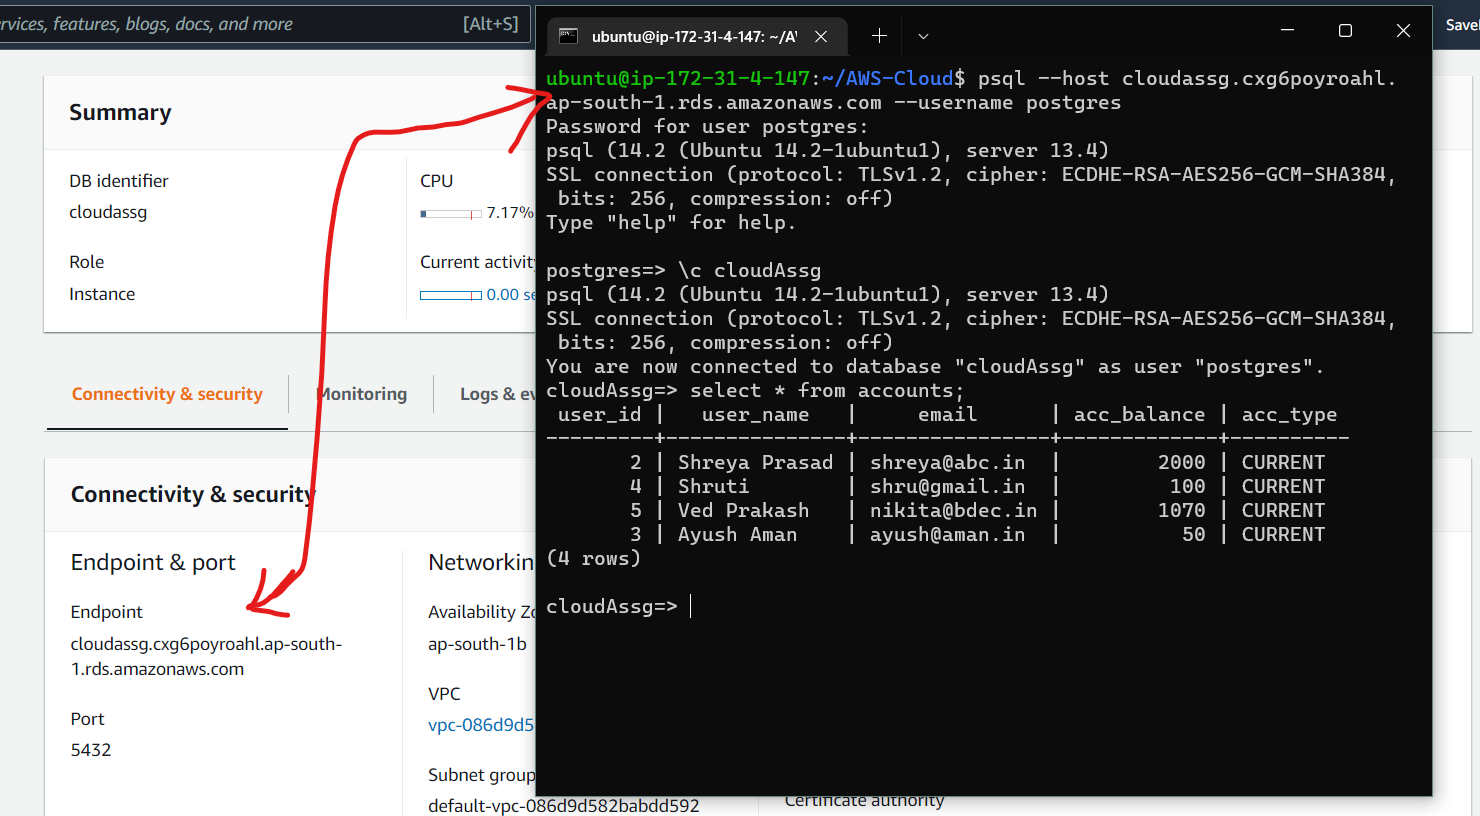 rvices, features, blogs, docs, and more [Alt+S]
Summary
DB identifier
cloudassg
CPU
7.17%
Role
Instance
Current activity
0.00 se
Connectivity & security
Monitoring
Logs & ev
Connectivity & security
Endpoint & port
Endpoint
cloudassg.cxg6poyroahl.ap-south-
1.rds.amazonaws.com
Port
5432
Networkin
Availability Zo
ap-south-1b
VPC
vpc-086d9d5
Subnet group
default-vpc-086d9d582babdd592
Certificate authority
ubuntu@ip-172-31-4-147: ~/A
Save
ubuntu@ip-172-31-4-147:~/AWS-Cloud$ psql --host cloudassg.cxg6poyroahl.
ap-south-1.rds.amazonaws.com --username postgres
Password for user postgres:
psql (14.2 (Ubuntu 14.2-1ubuntu1), server 13.4)
SSL connection (protocol: TLSv1.2, cipher: ECDHE-RSA-AES256-GCM-SHA384,
 bits: 256, compression: off)
Type "help" for help.
postgres=> \c cloudAssg
psql (14.2 (Ubuntu 14.2-1ubuntu1), server 13.4)
SSL connection (protocol: TLSv1.2, cipher: ECDHE-RSA-AES256-GCM-SHA384,
 bits: 256, compression: off)
You are now connected to database "cloudAssg" as user "postgres".
cloudAssg=> select * from accounts;
 user_id |   user_name   |     email      | acc_balance | acc_type
---------+---------------+----------------+-------------+----------
       2 | Shreya Prasad | shreya@abc.in  |        2000 | CURRENT
       4 | Shruti        | shru@gmail.in  |         100 | CURRENT
       5 | Ved Prakash   | nikita@bdec.in |        1070 | CURRENT
       3 | Ayush Aman    | ayush@aman.in  |          50 | CURRENT
(4 rows)
cloudAssg=>